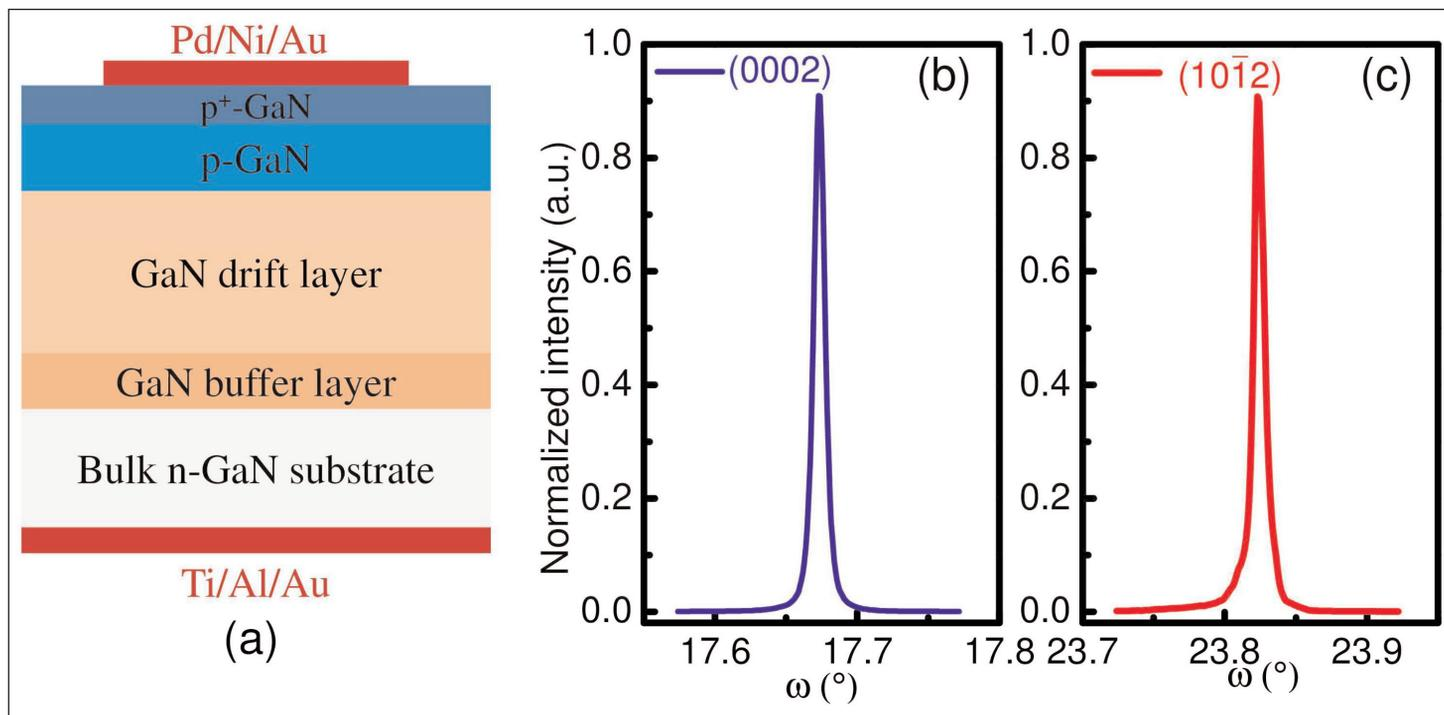 Pd/Ni/Au
p⁺-GaN
p-GaN
GaN drift layer
GaN buffer layer
Bulk n-GaN substrate
Ti/Al/Au
(a)
Normalized intensity (a.u.)
1.0
0.8
0.6
0.4
0.2
0.0
(0002)
(b)
17.6 17.7 17.8
ω (°)
1.0
0.8
0.6
0.4
0.2
0.0
(101̄2)
(c)
23.7 23.8 23.9
ω (°)